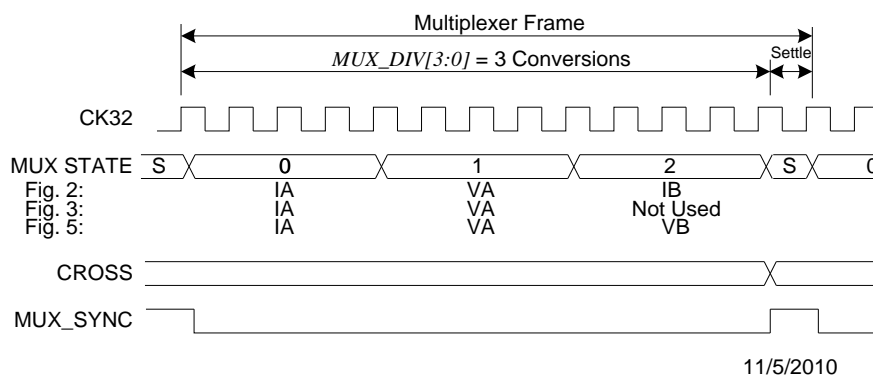 Multiplexer Frame
MUX_DIV[3:0] = 3 Conversions
Settle
CK32
MUX STATE S 0 1 2 S 0
Fig. 2: IA VA IB
Fig. 3: IA VA Not Used
Fig. 5: IA VA VB
CROSS
MUX_SYNC
11/5/2010